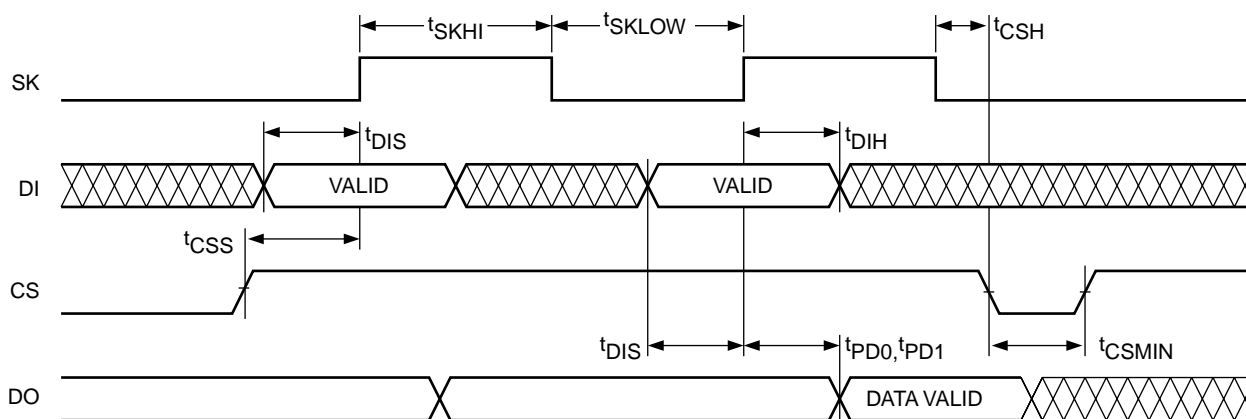 tSKHI tSKLOW tCSH
SK
tDIS tDIH
DI VALID VALID
tCSS
CS
tDIS tPD0,tPD1 tCSMIN
DO DATA VALID